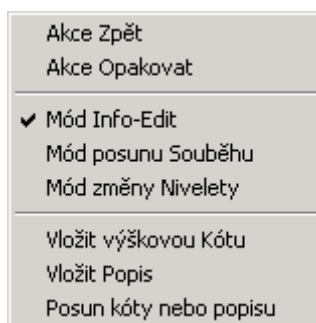 Akce Zpět
Akce Opakovat
Mód Info-Edit
Mód posunu Souběhu
Mód změny Nivelety
Vložit výškovou Kótu
Vložit Popis
Posun kóty nebo popisu